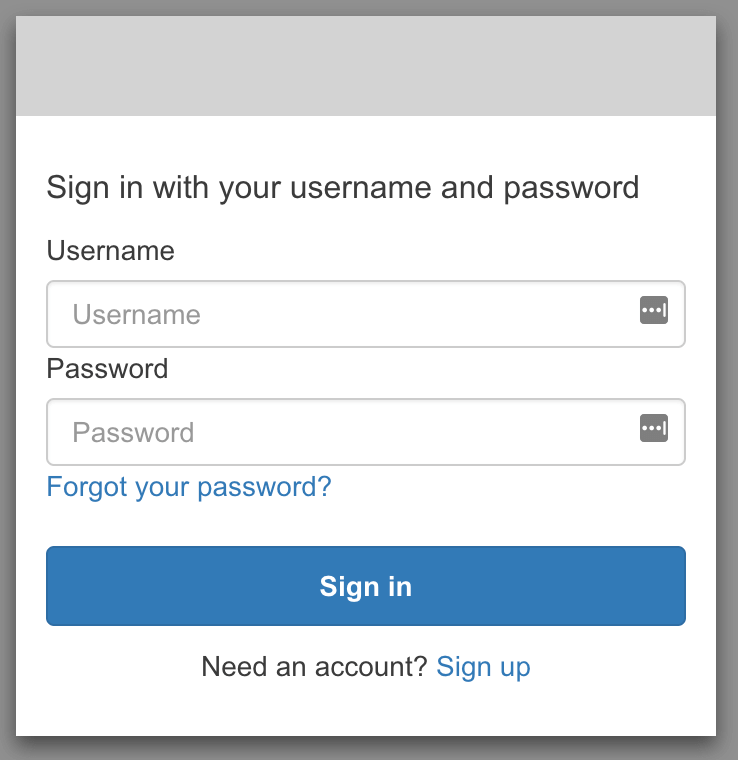 Sign in with your username and password
Username
Username
Password
Password
Forgot your password?
Sign in
Need an account? Sign up